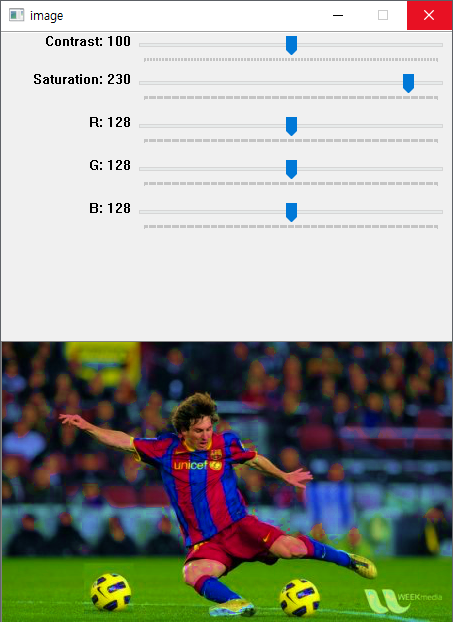 image
Contrast: 100
Saturation: 230
R: 128
G: 128
B: 128
unicef
WEEKmedia